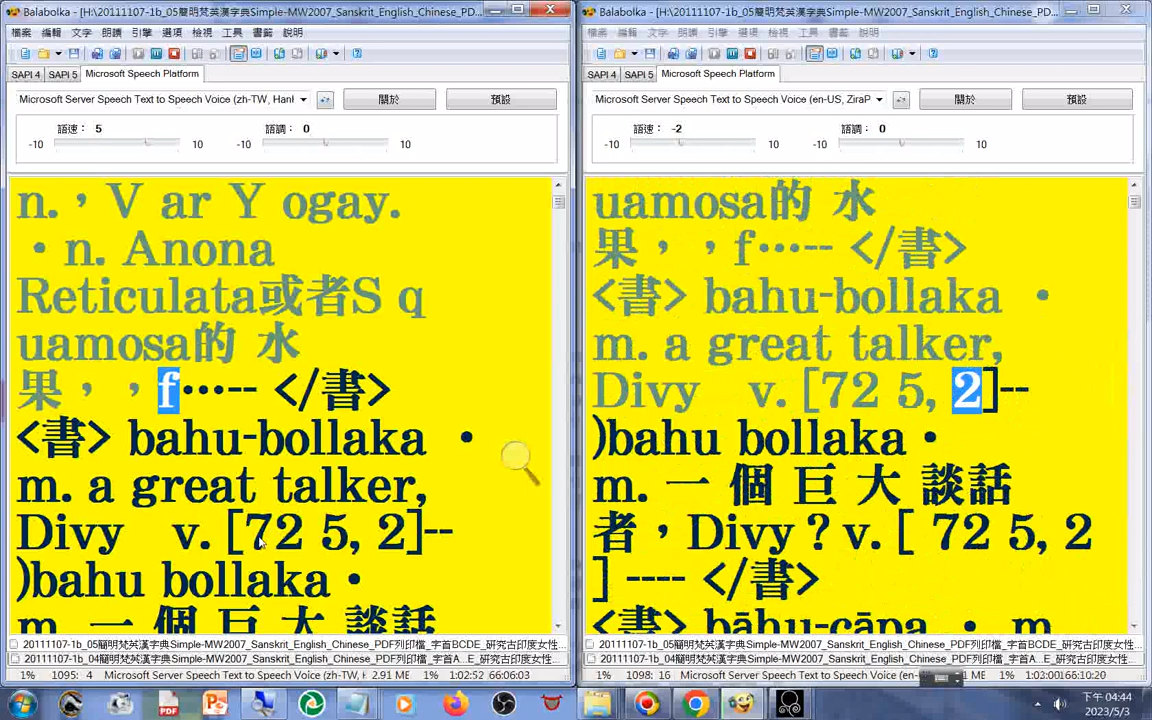 Balabolka - [H:\20111107-1b_05簡明梵英漢字典Simple-MW2007_Sanskrit_English_Chinese_PD...
檔案 編輯 文字 朗讀 引擎 選項 檢視 工具 書籤 說明
SAPI 4 SAPI 5 Microsoft Speech Platform
Microsoft Server Speech Text to Speech Voice (zh-TW, Han 關於 預設
語速： 5 語調： 0
-10 10 -10 10
n.，V ar Y ogay.
•n. Anona
Reticulata或者S q
uamosa的 水
果，，f…-- </書>
<書> bahu-bollaka •
m. a great talker,
Divy v. [72 5, 2]--
)bahu bollaka•
m. 一 個 巨 大 談話
20111107-1b_05簡明梵英漢字典Simple-MW2007_Sanskrit_English_Chinese_PDF列印檔_字首BCDE_研究古印度女性...
20111107-1b_04簡明梵英漢字典Simple-MW2007_Sanskrit_English_Chinese_PDF列印檔_字首A...E_研究古印度女性...
1% 1095: 4 Microsoft Server Speech Text to Speech Voice (zh-TW, H 2.91 ME 1% 1:02:52 66:06:03
Balabolka - [H:\20111107-1b_05簡明梵英漢字典Simple-MW2007_Sanskrit_English_Chinese_PD...
檔案 編輯 文字 朗讀 引擎 選項 檢視 工具 書籤 說明
SAPI 4 SAPI 5 Microsoft Speech Platform
Microsoft Server Speech Text to Speech Voice (en-US, ZiraP 關於 預設
語速： -2 語調： 0
-10 10 -10 10
uamosa的 水
果，，f…-- </書>
<書> bahu-bollaka •
m. a great talker,
Divy v. [72 5, 2]--
)bahu bollaka•
m. 一 個 巨 大 談話
者，Divy？v. [ 72 5, 2
] ---- </書>
<書> bāhu-cāpa • m
20111107-1b_05簡明梵英漢字典Simple-MW2007_Sanskrit_English_Chinese_PDF列印檔_字首BCDE_研究古印度女性...
20111107-1b_04簡明梵英漢字典Simple-MW2007_Sanskrit_English_Chinese_PDF列印檔_字首A...E_研究古印度女性...
1% 1098: 16 Microsoft Server Speech Text to Speech Voice (en-U ME 1% 1:03:00 166:10:20
下午 04:44
2023/5/3